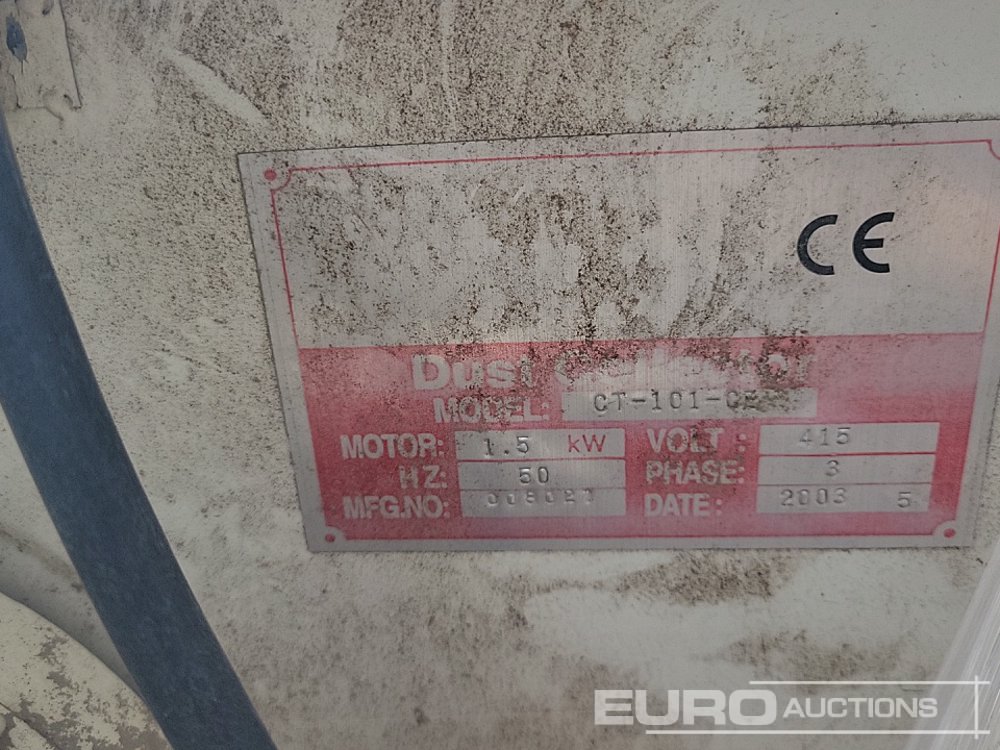 CE
Dust Collector
MODEL:
MOTOR: 1.5 kW VOLT: 415
HZ: 50 PHASE: 3
MFG.NO: DATE: 2003 5
EURO AUCTIONS